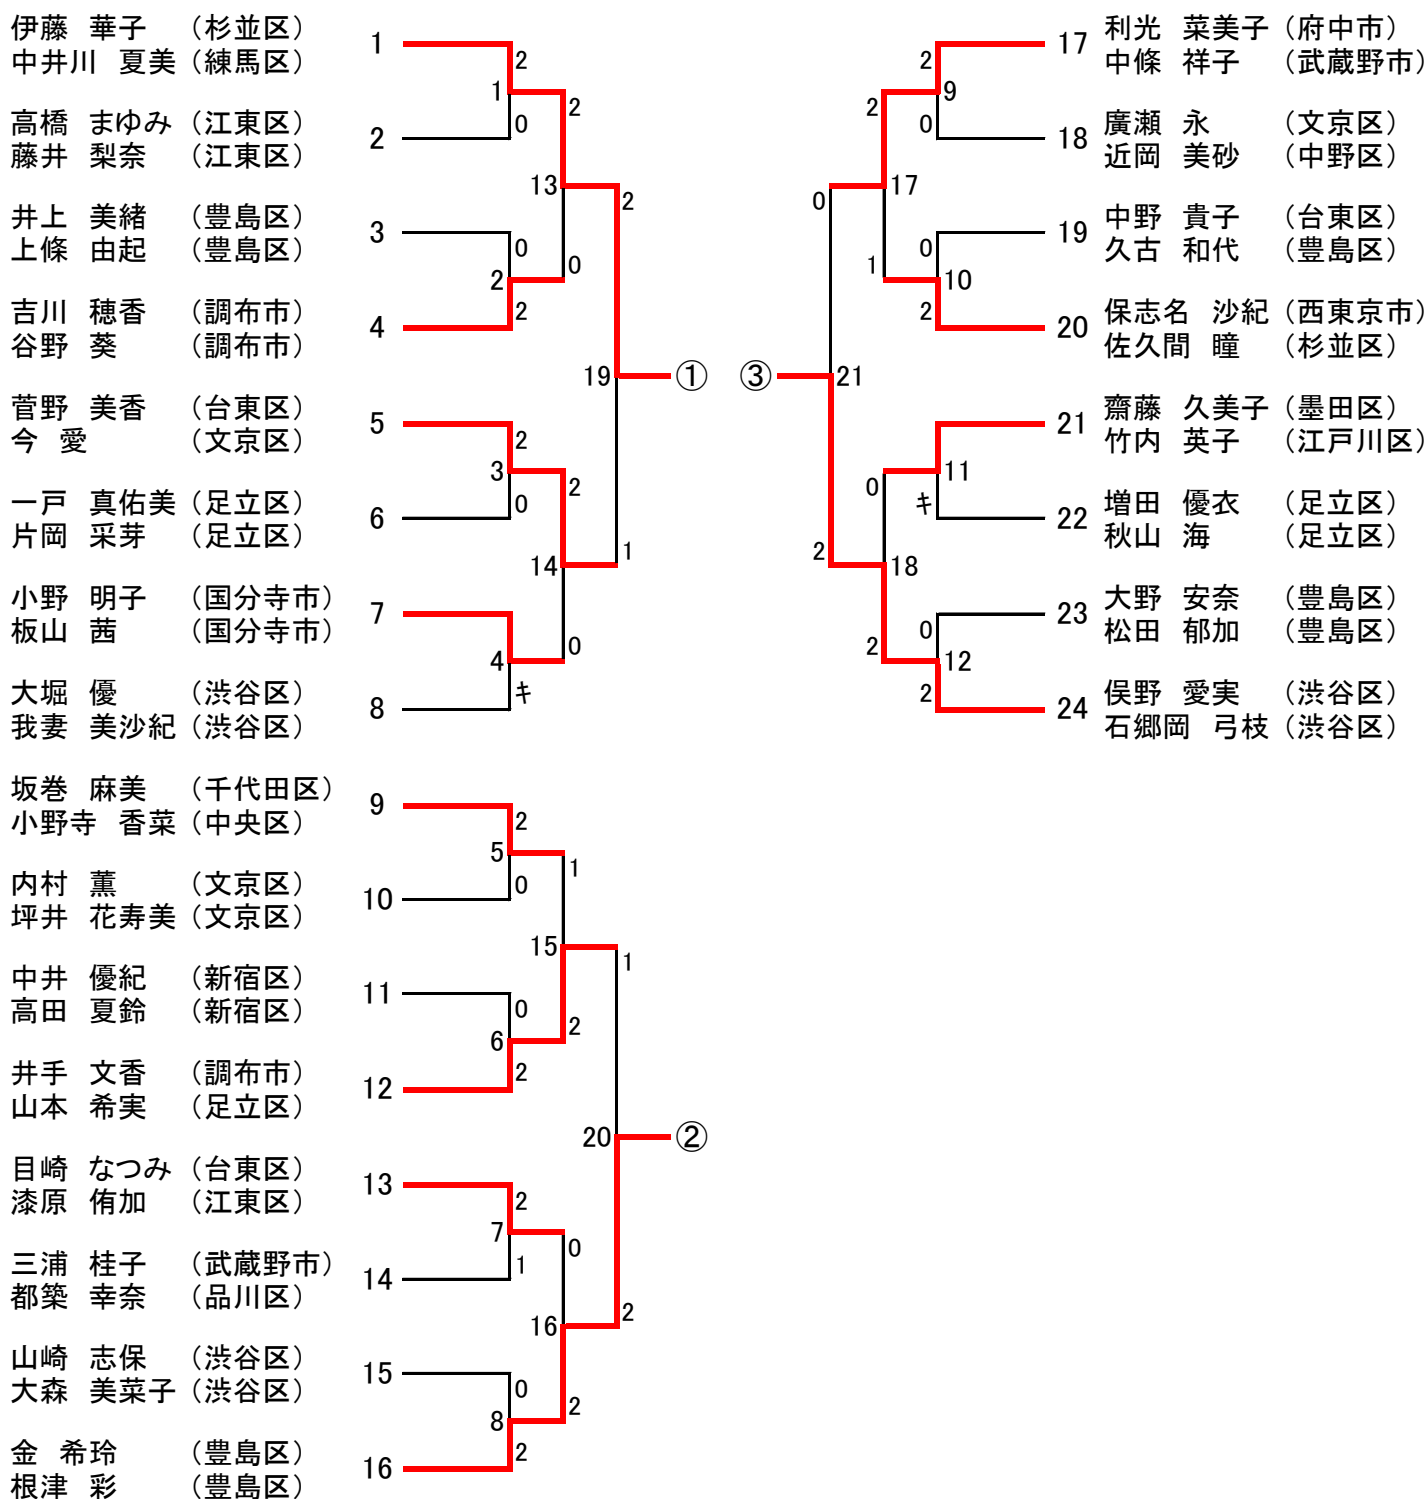 伊藤 華子 （杉並区）
中井川 夏美（練馬区）
1
高橋 まゆみ（江東区）
藤井 梨奈 （江東区）
2
井上 美緒 （豊島区）
上條 由起 （豊島区）
3
吉川 穂香 （調布市）
谷野 葵 （調布市）
4
菅野 美香 （台東区）
今 愛 （文京区）
5
一戸 真佑美（足立区）
片岡 采芽 （足立区）
6
小野 明子 （国分寺市）
板山 茜 （国分寺市）
7
大堀 優 （渋谷区）
我妻 美沙紀（渋谷区）
8
2
1
0
2
13
2
0
2
0
2
19
①
2
3
0
2
14
1
4
0
キ
坂巻 麻美 （千代田区）
小野寺 香菜（中央区）
9
内村 薫 （文京区）
坪井 花寿美（文京区）
10
中井 優紀 （新宿区）
高田 夏鈴 （新宿区）
11
井手 文香 （調布市）
山本 希実 （足立区）
12
目崎 なつみ（台東区）
漆原 侑加 （江東区）
13
三浦 桂子 （武蔵野市）
都築 幸奈 （品川区）
14
山崎 志保 （渋谷区）
大森 美菜子（渋谷区）
15
金 希玲 （豊島区）
根津 彩 （豊島区）
16
2
5
0
1
15
1
0
6
2
2
20
②
2
7
1
0
16
2
0
8
2
2
17
利光 菜美子（府中市）
中條 祥子 （武蔵野市）
18
廣瀬 永 （文京区）
近岡 美砂 （中野区）
19
中野 貴子 （台東区）
久古 和代 （豊島区）
20
保志名 沙紀（西東京市）
佐久間 瞳 （杉並区）
21
齋藤 久美子（墨田区）
竹内 英子 （江戸川区）
22
増田 優衣 （足立区）
秋山 海 （足立区）
23
大野 安奈 （豊島区）
松田 郁加 （豊島区）
24
俣野 愛実 （渋谷区）
石郷岡 弓枝（渋谷区）
2
9
2
0
17
0
0
1
10
2
③
21
11
0
キ
2
18
0
2
12
2